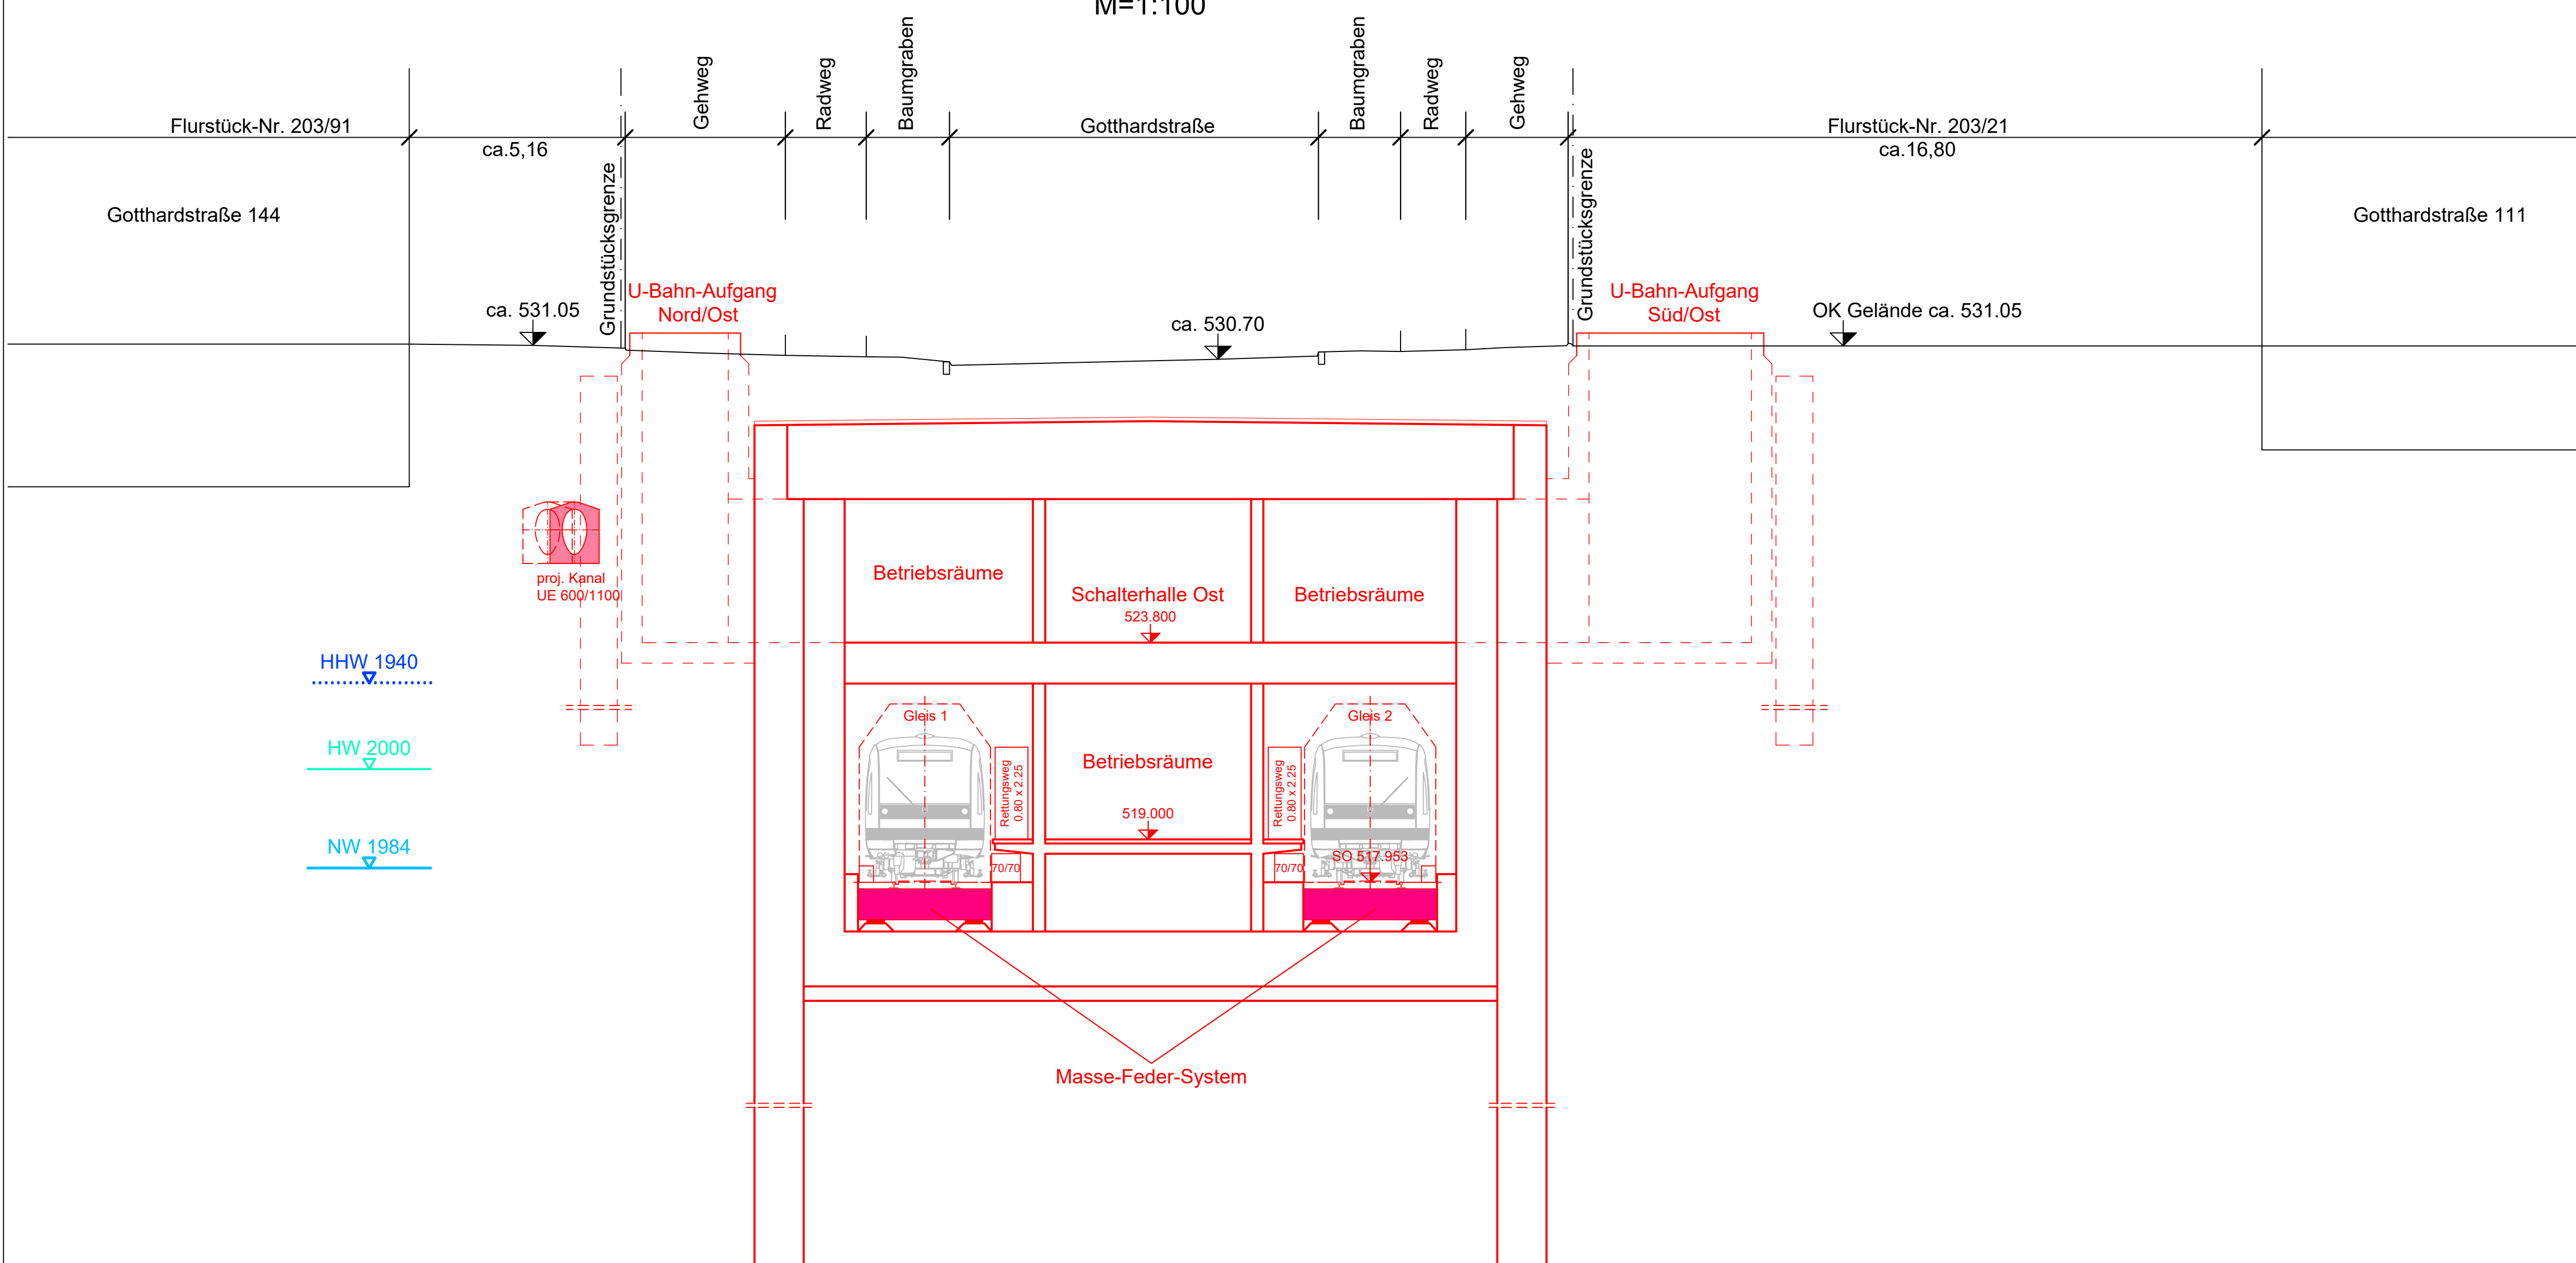 M=1:100
Gehweg
Radweg
Baumgraben
Baumgraben
Radweg
Gehweg
Flurstück-Nr. 203/91
Gotthardstraße
Flurstück-Nr. 203/21
ca.5,16
ca.16,80
Grundstücksgrenze
Grundstücksgrenze
Gotthardstraße 144
Gotthardstraße 111
U-Bahn-Aufgang
Nord/Ost
U-Bahn-Aufgang
Süd/Ost
ca. 531.05
ca. 530.70
OK Gelände ca. 531.05
proj. Kanal
UE 600/1100
Betriebsräume
Schalterhalle Ost
523.800
Betriebsräume
HHW 1940
HW 2000
NW 1984
Gleis 1
Gleis 2
Rettungsweg
0.80 x 2.25
Betriebsräume
519.000
Rettungsweg
0.80 x 2.25
SO 517.953
70/70
70/70
Masse-Feder-System